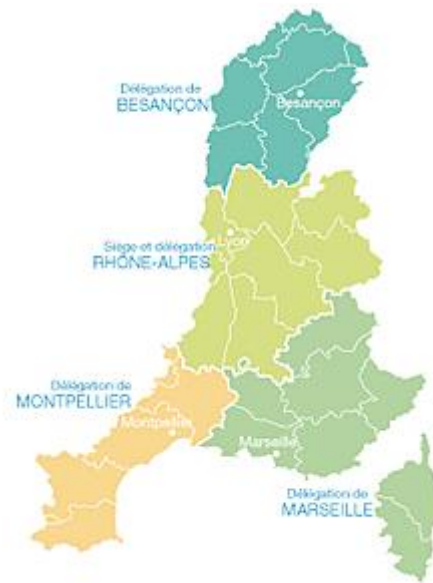 Délégation de
BESANÇON
Besançon
Lyon
Siège et délégation
RHÔNE-ALPES
Délégation de
MONTPELLIER
Montpellier
Marseille
Délégation de
MARSEILLE